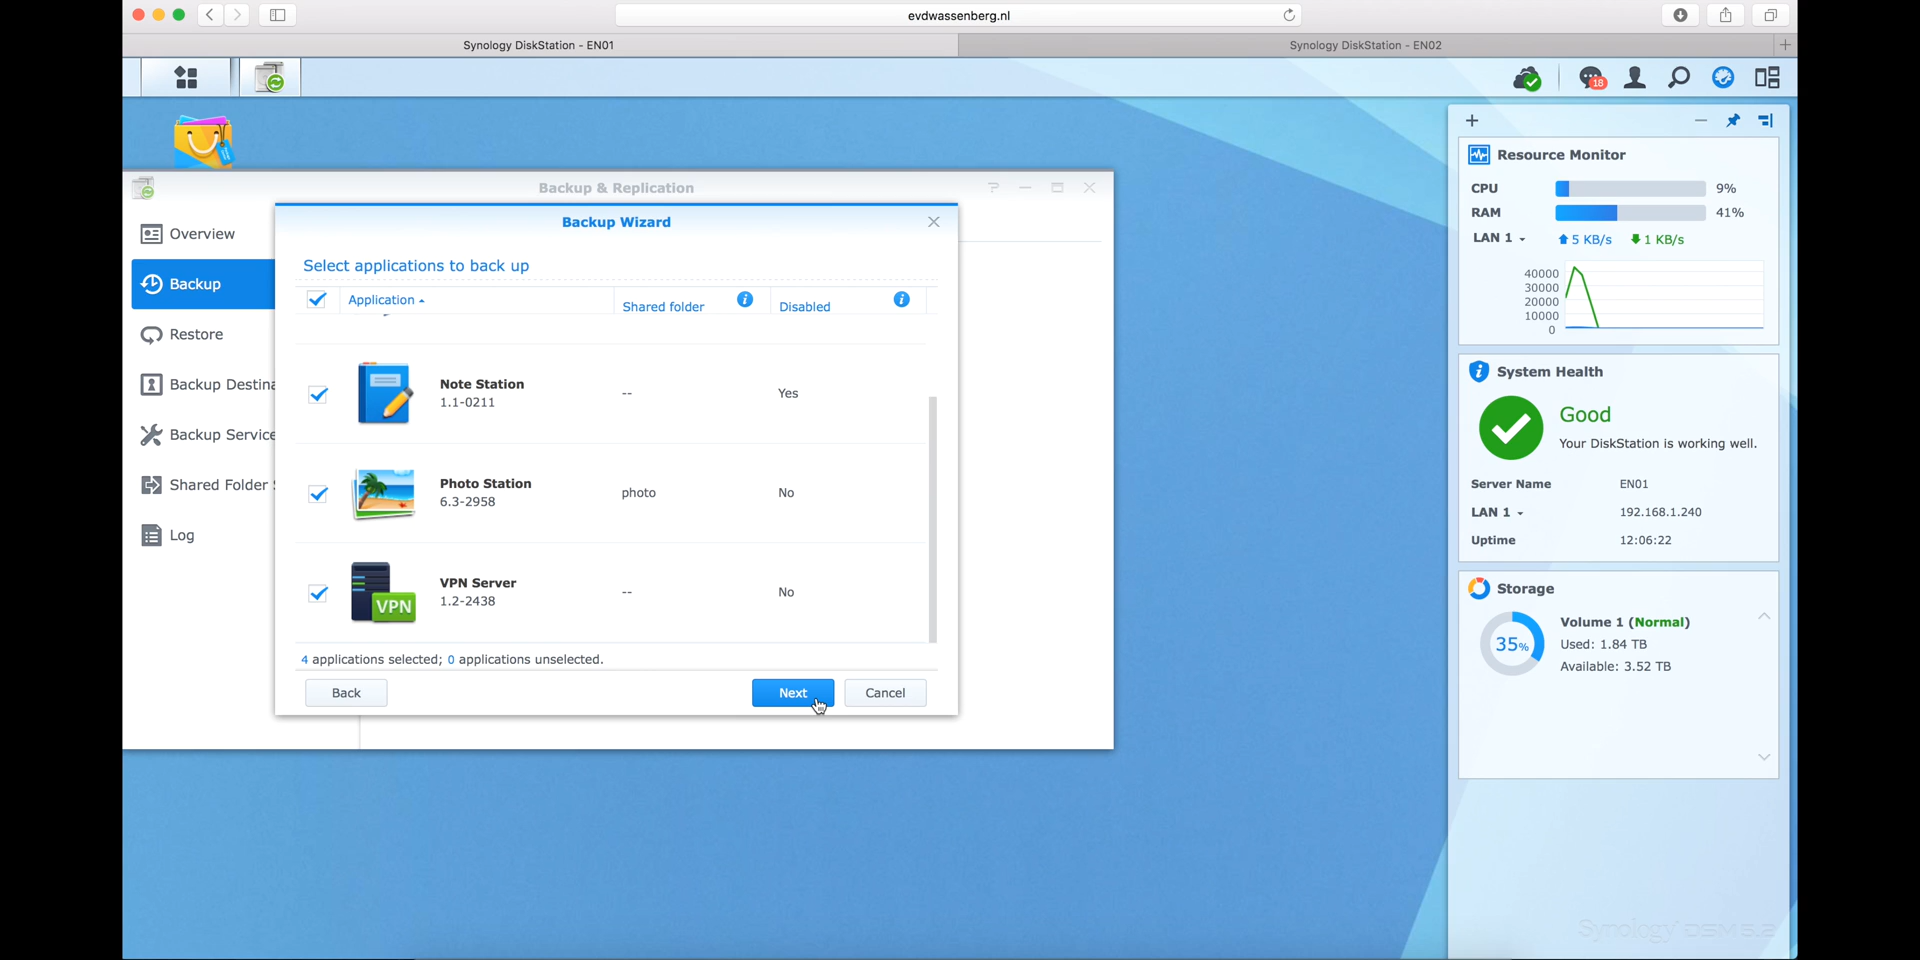 evdwassenberg.nl
Synology DiskStation - EN01
Synology DiskStation - EN02
18
Backup & Replication
Overview
Backup
Restore
Backup Destina
Backup Service
Shared Folder
Log
Backup Wizard
Select applications to back up
Application
Shared folder
Disabled
Note Station
1.1-0211
--
Yes
Photo Station
6.3-2958
photo
No
VPN
VPN Server
1.2-2438
--
No
4 applications selected; 0 applications unselected.
Back
Next
Cancel
Resource Monitor
CPU
9%
RAM
41%
LAN 1
5 KB/s
1 KB/s
40000
30000
20000
10000
0
System Health
Good
Your DiskStation is working well.
Server Name
EN01
LAN 1
192.168.1.240
Uptime
12:06:22
Storage
35%
Volume 1 (Normal)
Used: 1.84 TB
Available: 3.52 TB
Synology DSM 5.2